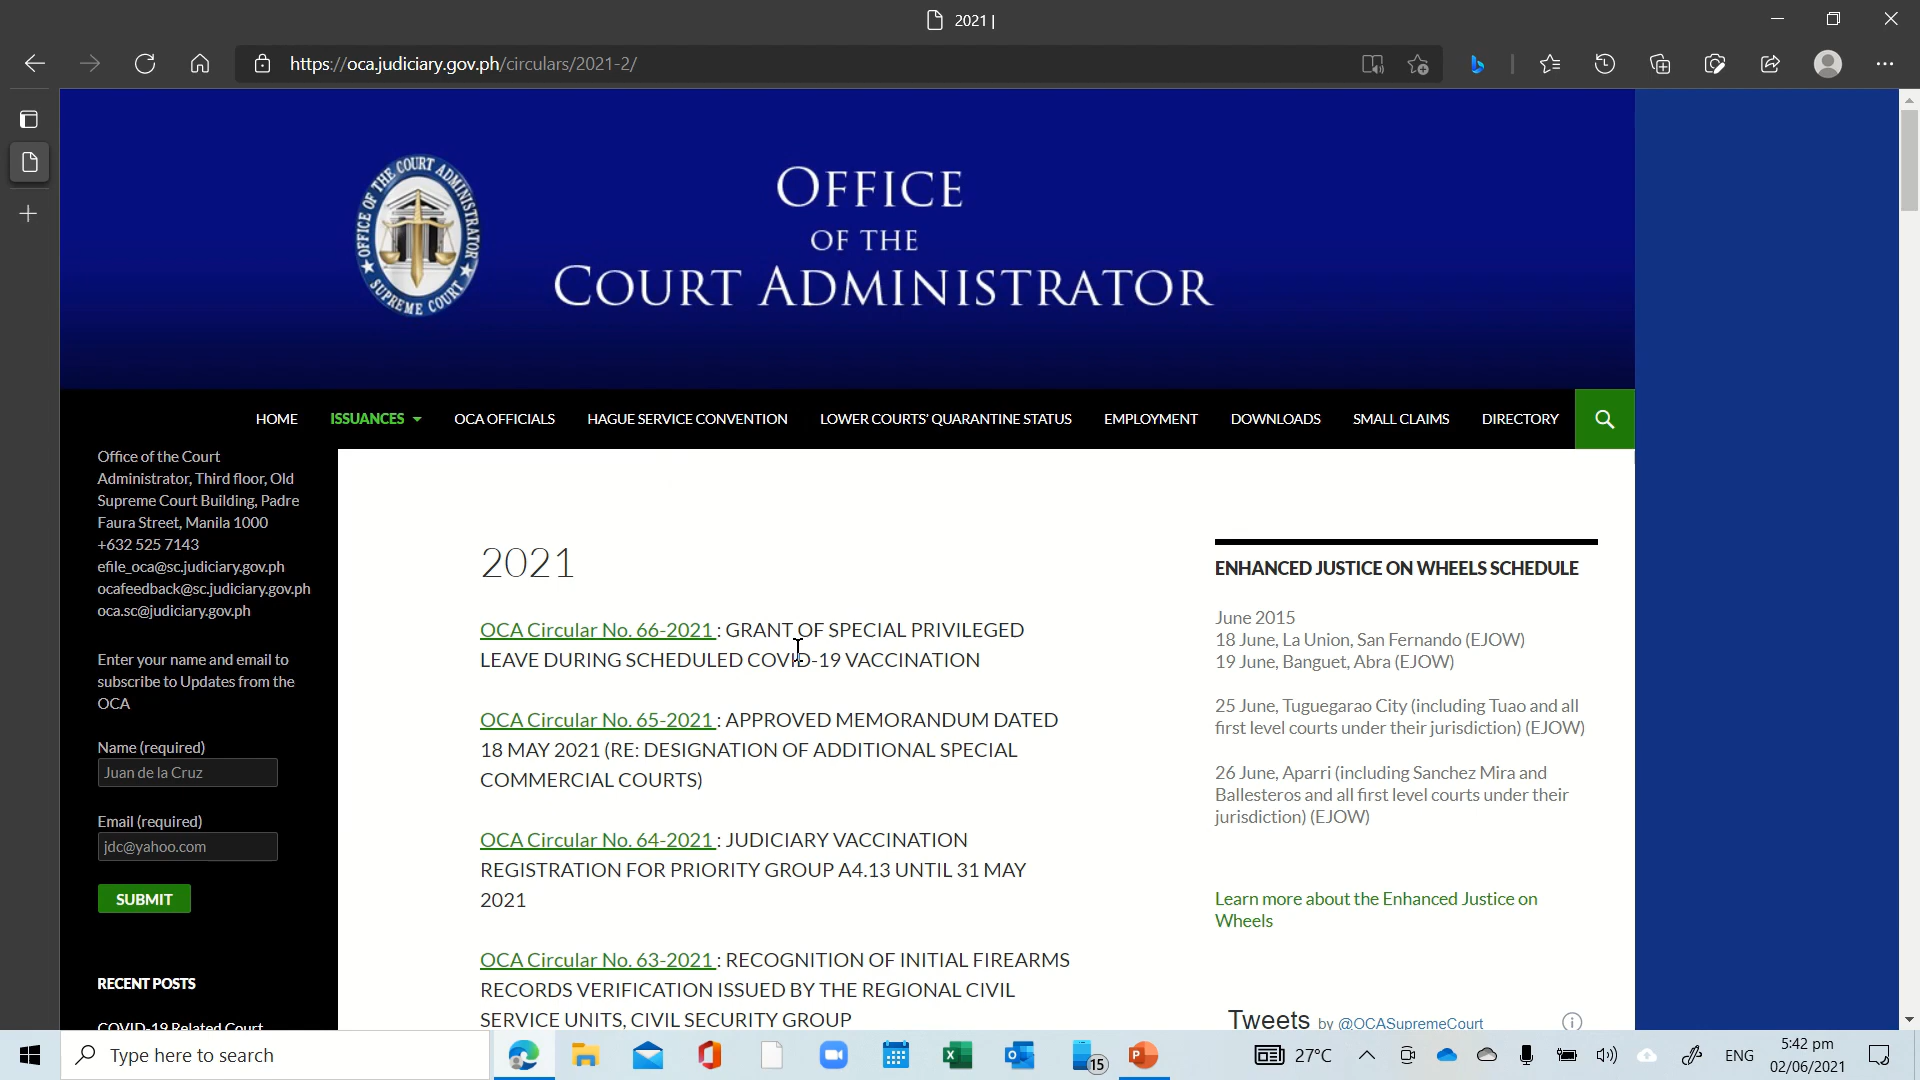 2021 |
https://oca.judiciary.gov.ph/circulars/2021-2/
OFFICE OF THE COURT ADMINISTRATOR
SUPREME COURT
OFFICE
OF THE
COURT ADMINISTRATOR
HOME ISSUANCES OCA OFFICIALS HAGUE SERVICE CONVENTION LOWER COURTS' QUARANTINE STATUS EMPLOYMENT DOWNLOADS SMALL CLAIMS DIRECTORY
Office of the Court
Administrator, Third floor, Old
Supreme Court Building, Padre
Faura Street, Manila 1000
+632 525 7143
efile_oca@sc.judiciary.gov.ph
ocafeedback@sc.judiciary.gov.ph
oca.sc@judiciary.gov.ph
Enter your name and email to
subscribe to Updates from the
OCA
Name (required)
Juan de la Cruz
Email (required)
jdc@yahoo.com
SUBMIT
RECENT POSTS
COVID-19 Related Court
2021
OCA Circular No. 66-2021 : GRANT OF SPECIAL PRIVILEGED
LEAVE DURING SCHEDULED COVID-19 VACCINATION
OCA Circular No. 65-2021 : APPROVED MEMORANDUM DATED
18 MAY 2021 (RE: DESIGNATION OF ADDITIONAL SPECIAL
COMMERCIAL COURTS)
OCA Circular No. 64-2021 : JUDICIARY VACCINATION
REGISTRATION FOR PRIORITY GROUP A4.13 UNTIL 31 MAY
2021
OCA Circular No. 63-2021 : RECOGNITION OF INITIAL FIREARMS
RECORDS VERIFICATION ISSUED BY THE REGIONAL CIVIL
SERVICE UNITS, CIVIL SECURITY GROUP
ENHANCED JUSTICE ON WHEELS SCHEDULE
June 2015
18 June, La Union, San Fernando (EJOW)
19 June, Banguet, Abra (EJOW)
25 June, Tuguegarao City (including Tuao and all
first level courts under their jurisdiction) (EJOW)
26 June, Aparri (including Sanchez Mira and
Ballesteros and all first level courts under their
jurisdiction) (EJOW)
Learn more about the Enhanced Justice on
Wheels
Tweets by @OCASupremeCourt
Type here to search
15
27°C
ENG
5:42 pm
02/06/2021